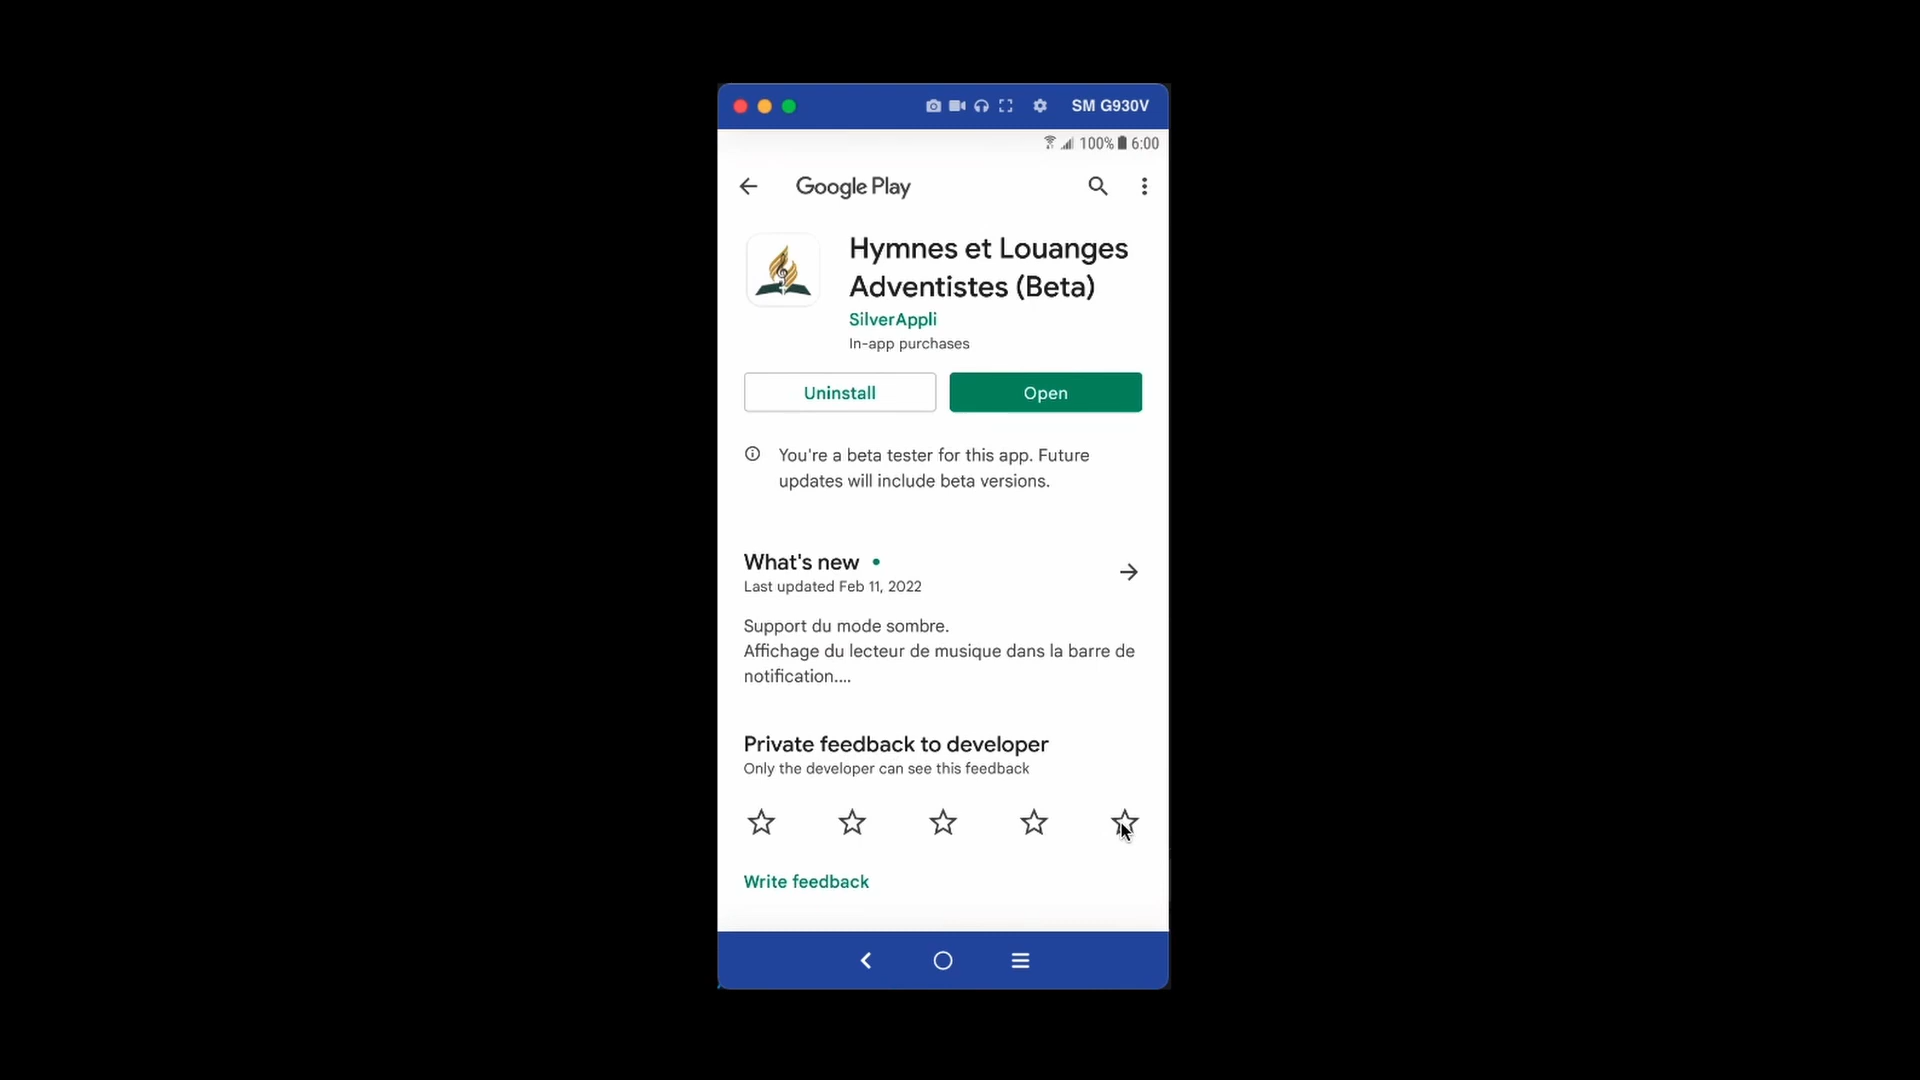 SM G930V
100% 6:00
Google Play
Hymnes et Louanges
Adventistes (Beta)
SilverAppli
In-app purchases
Uninstall
Open
You're a beta tester for this app. Future
updates will include beta versions.
What's new
Last updated Feb 11, 2022
Support du mode sombre.
Affichage du lecteur de musique dans la barre de
notification....
Private feedback to developer
Only the developer can see this feedback
Write feedback